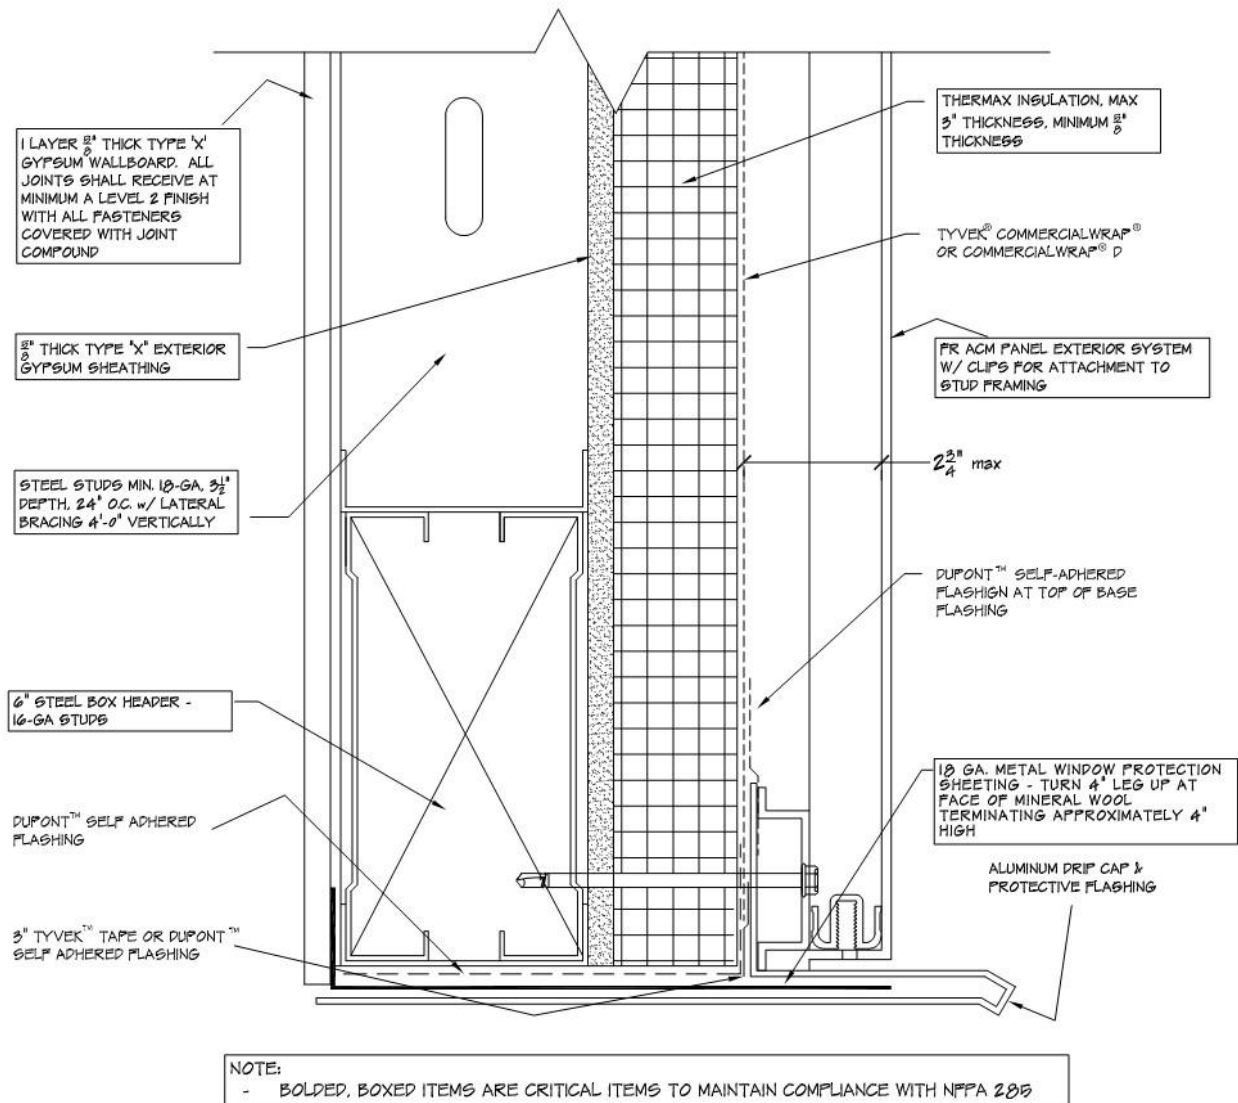 1 LAYER 5/8" THICK TYPE 'X'
GYPSUM WALLBOARD. ALL
JOINTS SHALL RECEIVE AT
MINIMUM A LEVEL 2 FINISH
WITH ALL FASTENERS
COVERED WITH JOINT
COMPOUND
5/8" THICK TYPE "X" EXTERIOR
GYPSUM SHEATHING
STEEL STUDS MIN. 18-GA, 3 1/2"
DEPTH, 24" O.C. w/ LATERAL
BRACING 4'-0" VERTICALLY
6" STEEL BOX HEADER -
16-GA STUDS
DUPONT™ SELF ADHERED
FLASHING
3" TYVEK™ TAPE OR DUPONT™
SELF ADHERED FLASHING
THERMAX INSULATION, MAX
3" THICKNESS, MINIMUM 5/8"
THICKNESS
TYVEK® COMMERCIALWRAP®
OR COMMERCIALWRAP® D
FR ACM PANEL EXTERIOR SYSTEM
W/ CLIPS FOR ATTACHMENT TO
STUD FRAMING
2 3/4" max
DUPONT™ SELF-ADHERED
FLASHIGN AT TOP OF BASE
FLASHING
18 GA. METAL WINDOW PROTECTION
SHEETING - TURN 4" LEG UP AT
FACE OF MINERAL WOOL
TERMINATING APPROXIMATELY 4"
HIGH
ALUMINUM DRIP CAP &
PROTECTIVE FLASHING
NOTE:
- BOLDED, BOXED ITEMS ARE CRITICAL ITEMS TO MAINTAIN COMPLIANCE WITH NFPA 285